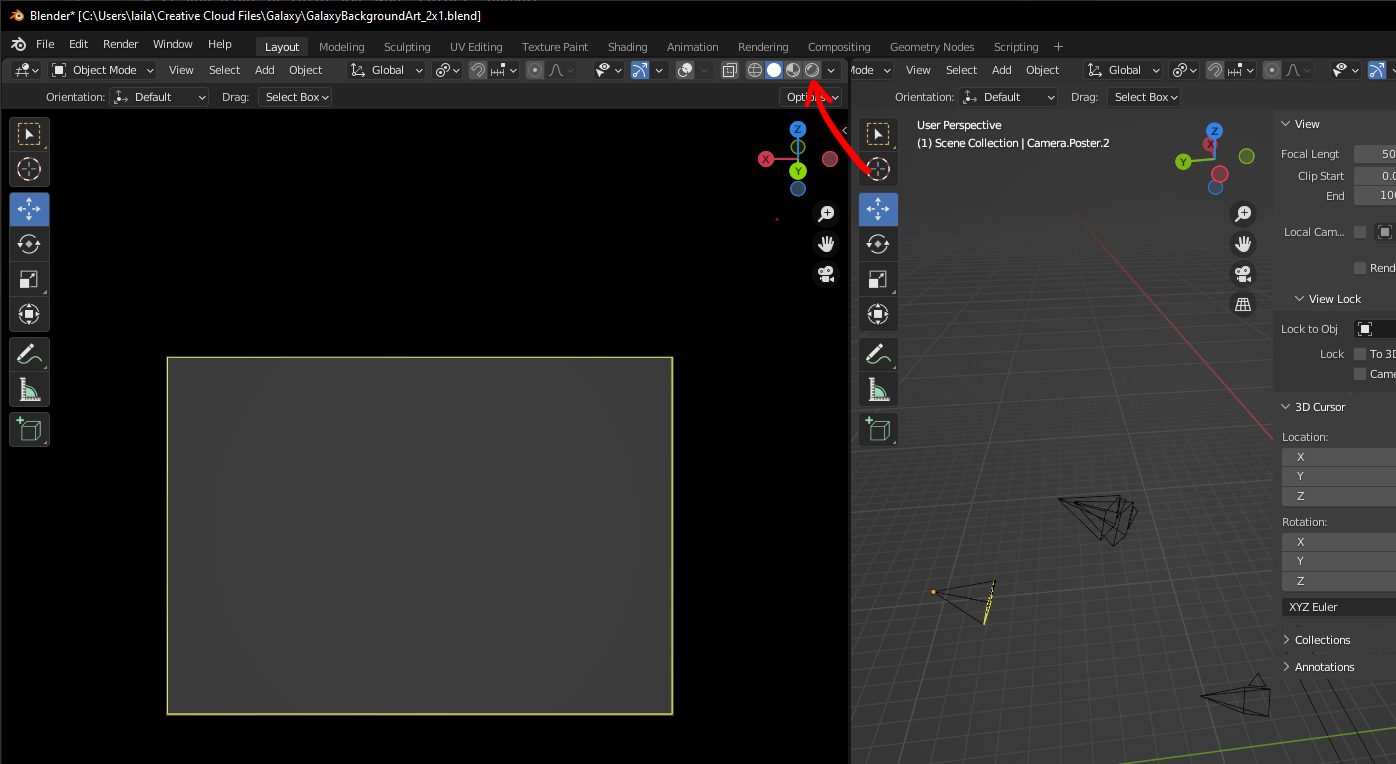 Blender* [C:\Users\laila\Creative Cloud Files\Galaxy\GalaxyBackgroundArt_2x1.blend]
File Edit Render Window Help Layout Modeling Sculpting UV Editing Texture Paint Shading Animation Rendering Compositing Geometry Nodes Scripting +
Object Mode View Select Add Object Global Mode View Select Add Object Global
Orientation: Default Drag: Select Box Options Orientation: Default Drag: Select Box
User Perspective
(1) Scene Collection | Camera.Poster.2
Z
X
Y
Z
X
Y
View
Focal Lengt 50
Clip Start 0.0
End 100
Local Cam...
Rende
View Lock
Lock to Obj
Lock To 3D
Came
3D Cursor
Location:
X
Y
Z
Rotation:
X
Y
Z
XYZ Euler
Collections
Annotations